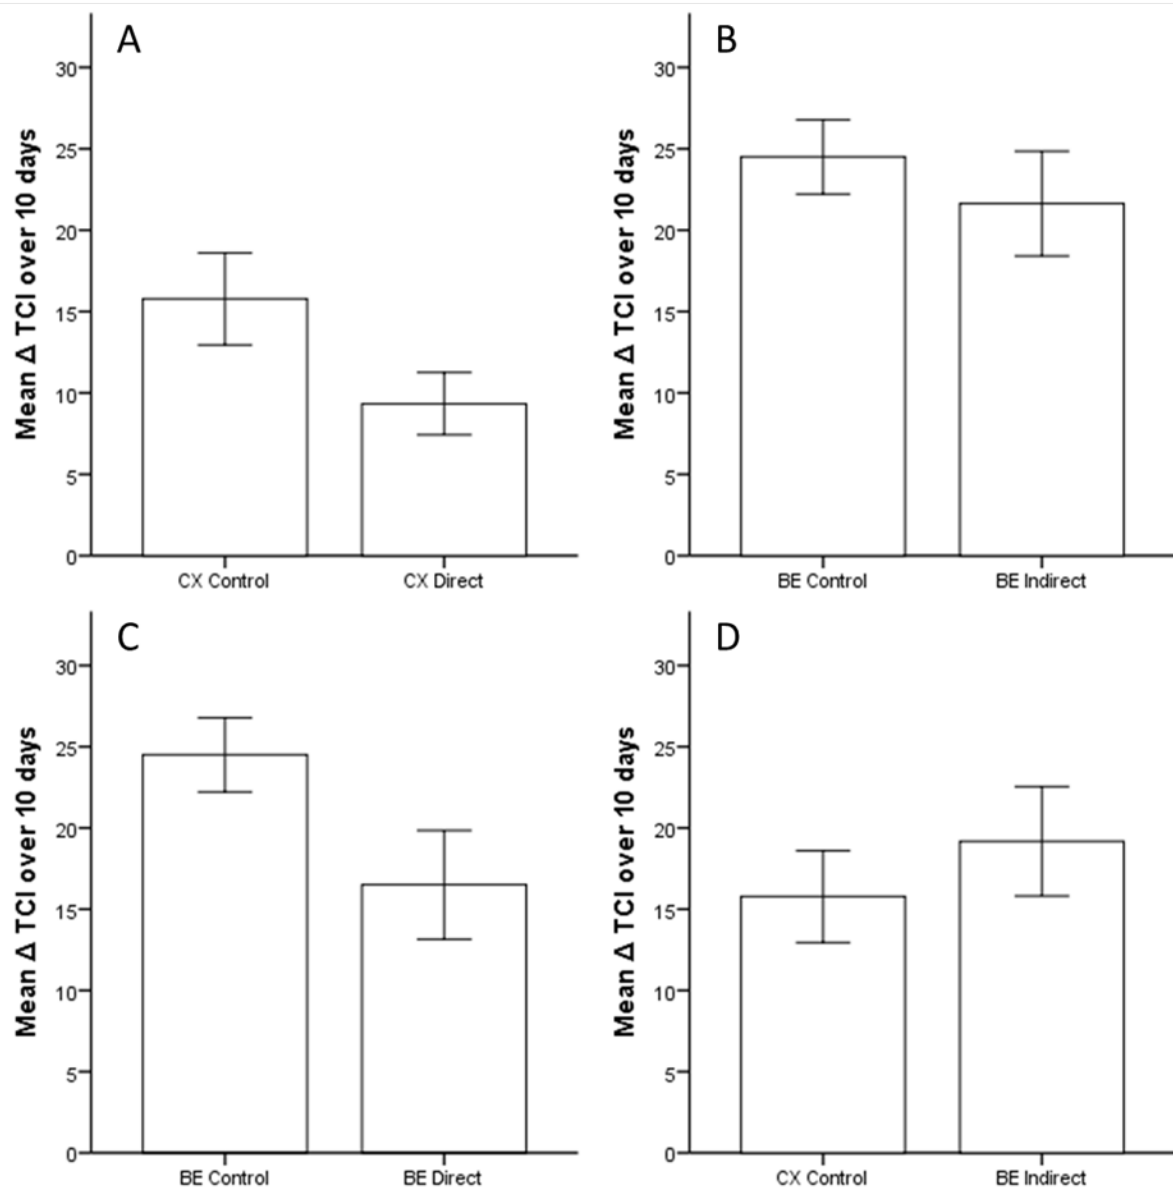 A
Mean Δ TCI over 10 days
30
25
20
15
10
5
0
CX Control CX Direct
B
Mean Δ TCI over 10 days
30
25
20
15
10
5
0
BE Control BE Indirect
C
Mean Δ TCI over 10 days
30
25
20
15
10
5
0
BE Control BE Direct
D
Mean Δ TCI over 10 days
30
25
20
15
10
5
0
CX Control BE Indirect